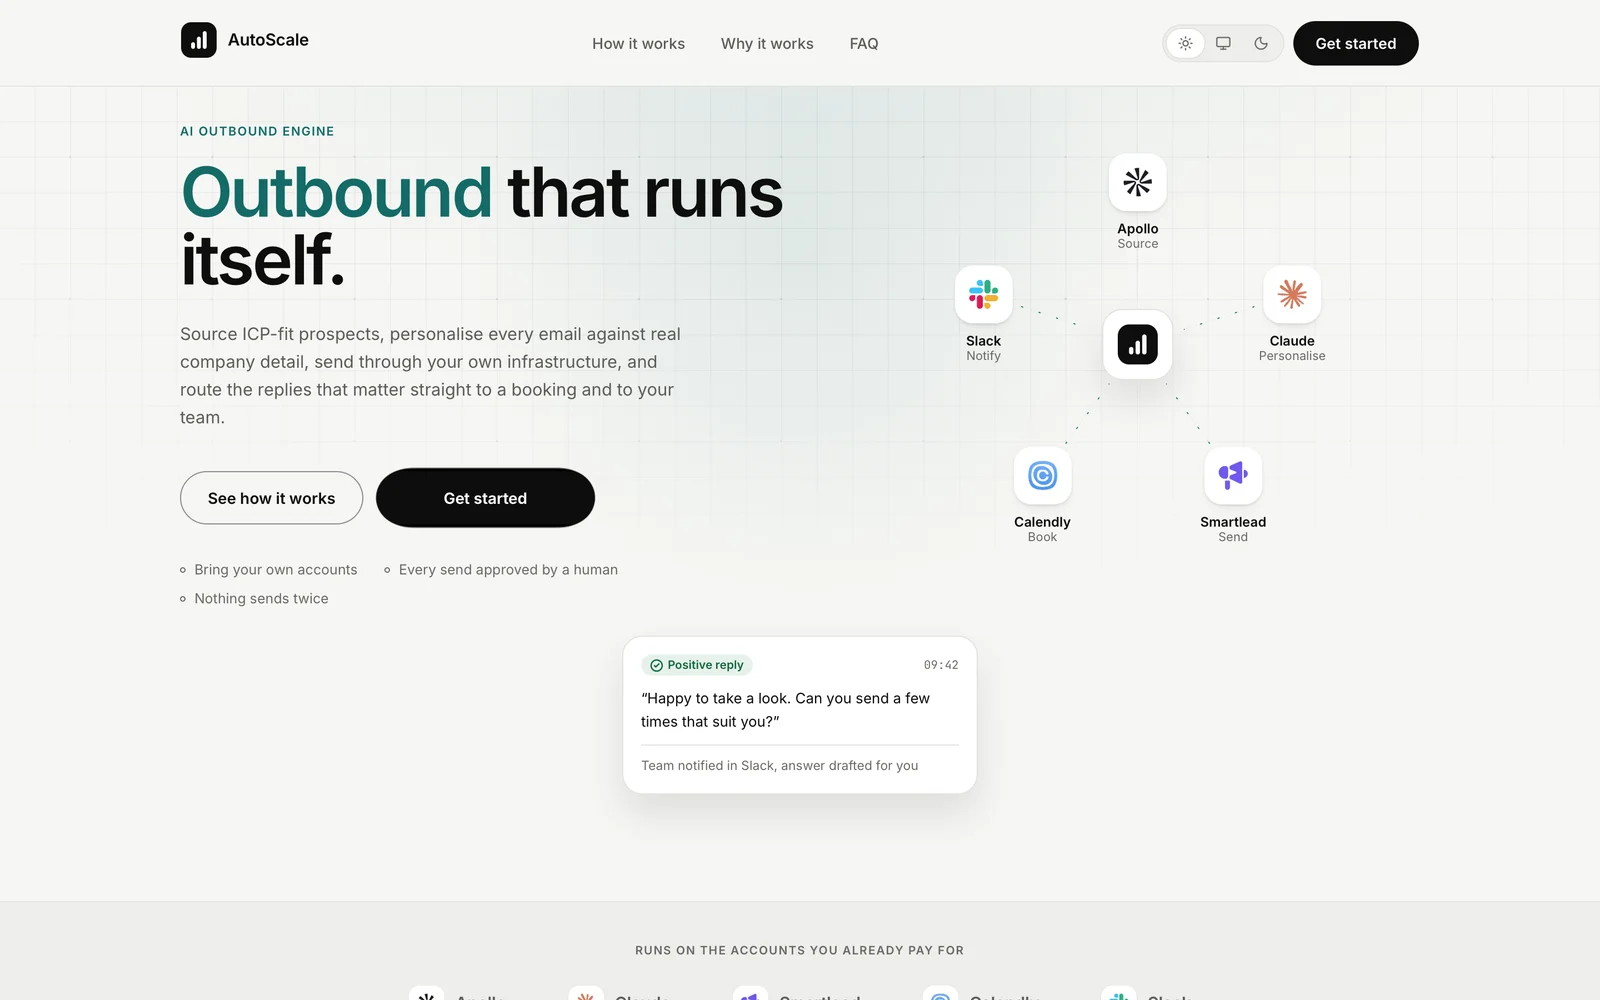 AutoScale
How it works
Why it works
FAQ
Get started
AI OUTBOUND ENGINE
Outbound that runs
itself.
Source ICP-fit prospects, personalise every email against real
company detail, send through your own infrastructure, and
route the replies that matter straight to a booking and to your
team.
See how it works
Get started
Bring your own accounts
Every send approved by a human
Nothing sends twice
Apollo
Source
Slack
Notify
Claude
Personalise
Calendly
Book
Smartlead
Send
Positive reply
09:42
“Happy to take a look. Can you send a few
times that suit you?”
Team notified in Slack, answer drafted for you
RUNS ON THE ACCOUNTS YOU ALREADY PAY FOR
Apollo
Claude
Smartlead
Calendly
Slack